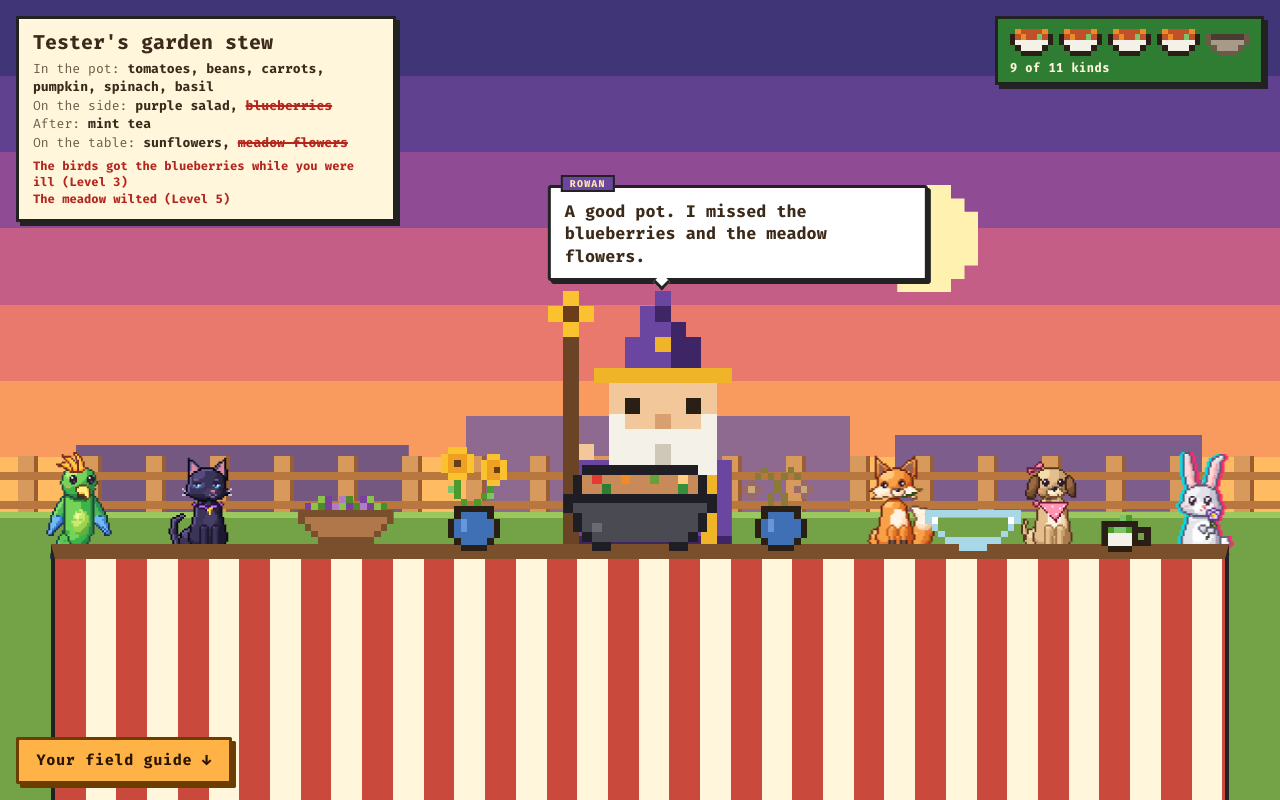 Tester's garden stew
In the pot: tomatoes, beans, carrots,
pumpkin, spinach, basil
On the side: purple salad, blueberries
After: mint tea
On the table: sunflowers, meadow flowers
The birds got the blueberries while you were
ill (Level 3)
The meadow wilted (Level 5)
9 of 11 kinds
ROWAN
A good pot. I missed the
blueberries and the meadow
flowers.
Your field guide ↓